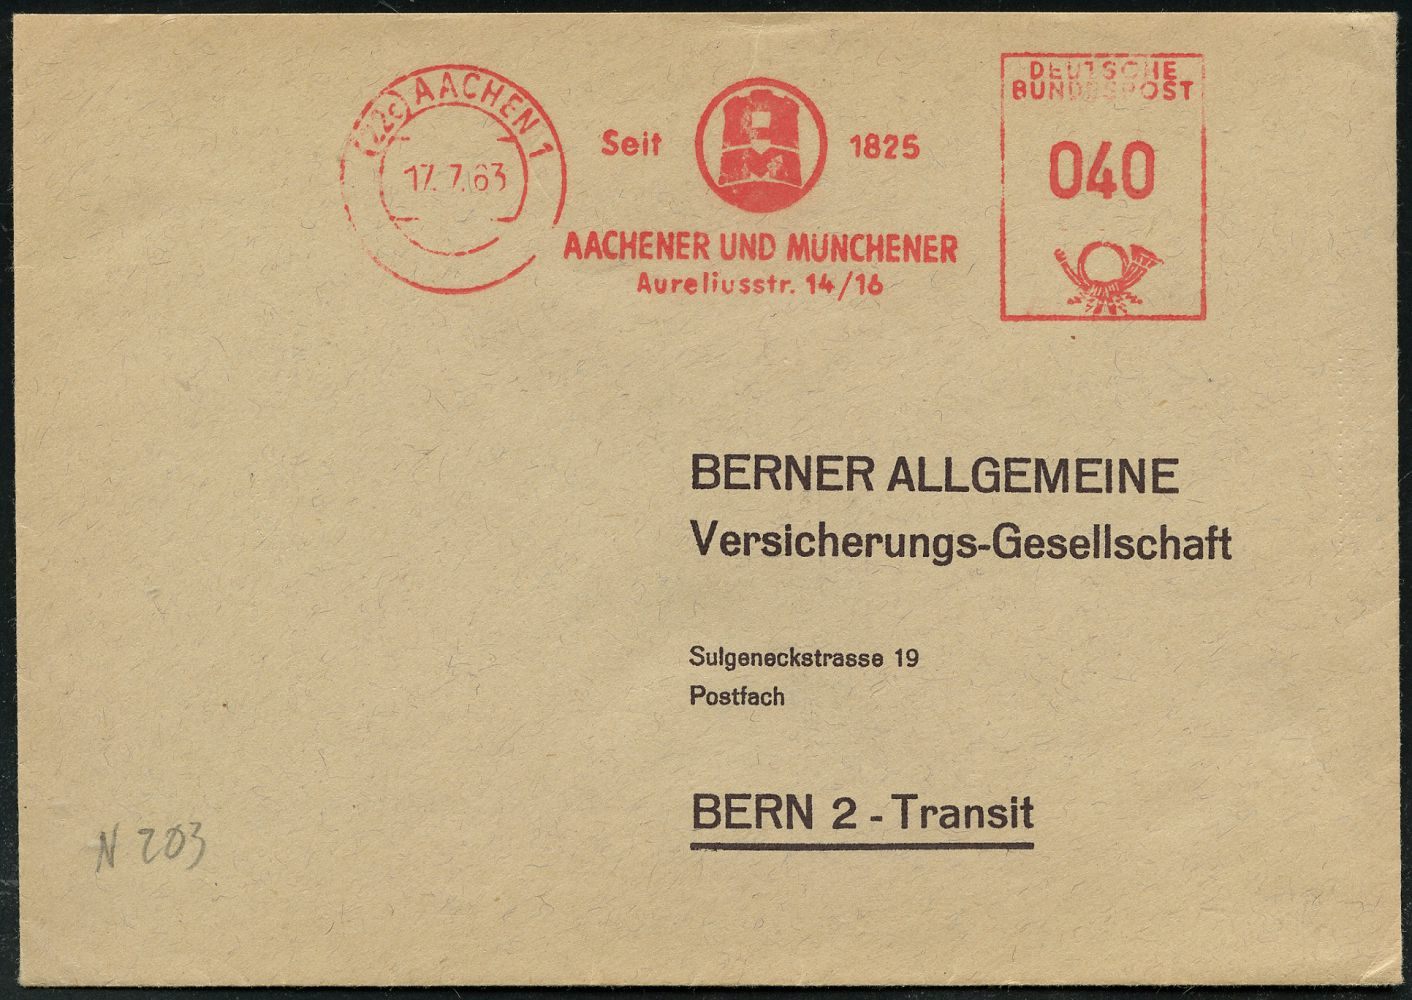 (22c) AACHEN 1
17.7.63
Seit 1825
AACHENER UND MÜNCHENER
Aureliusstr. 14/16
DEUTSCHE
BUNDESPOST
040
BERNER ALLGEMEINE
Versicherungs-Gesellschaft
Sulgeneckstrasse 19
Postfach
BERN 2 - Transit
N 203